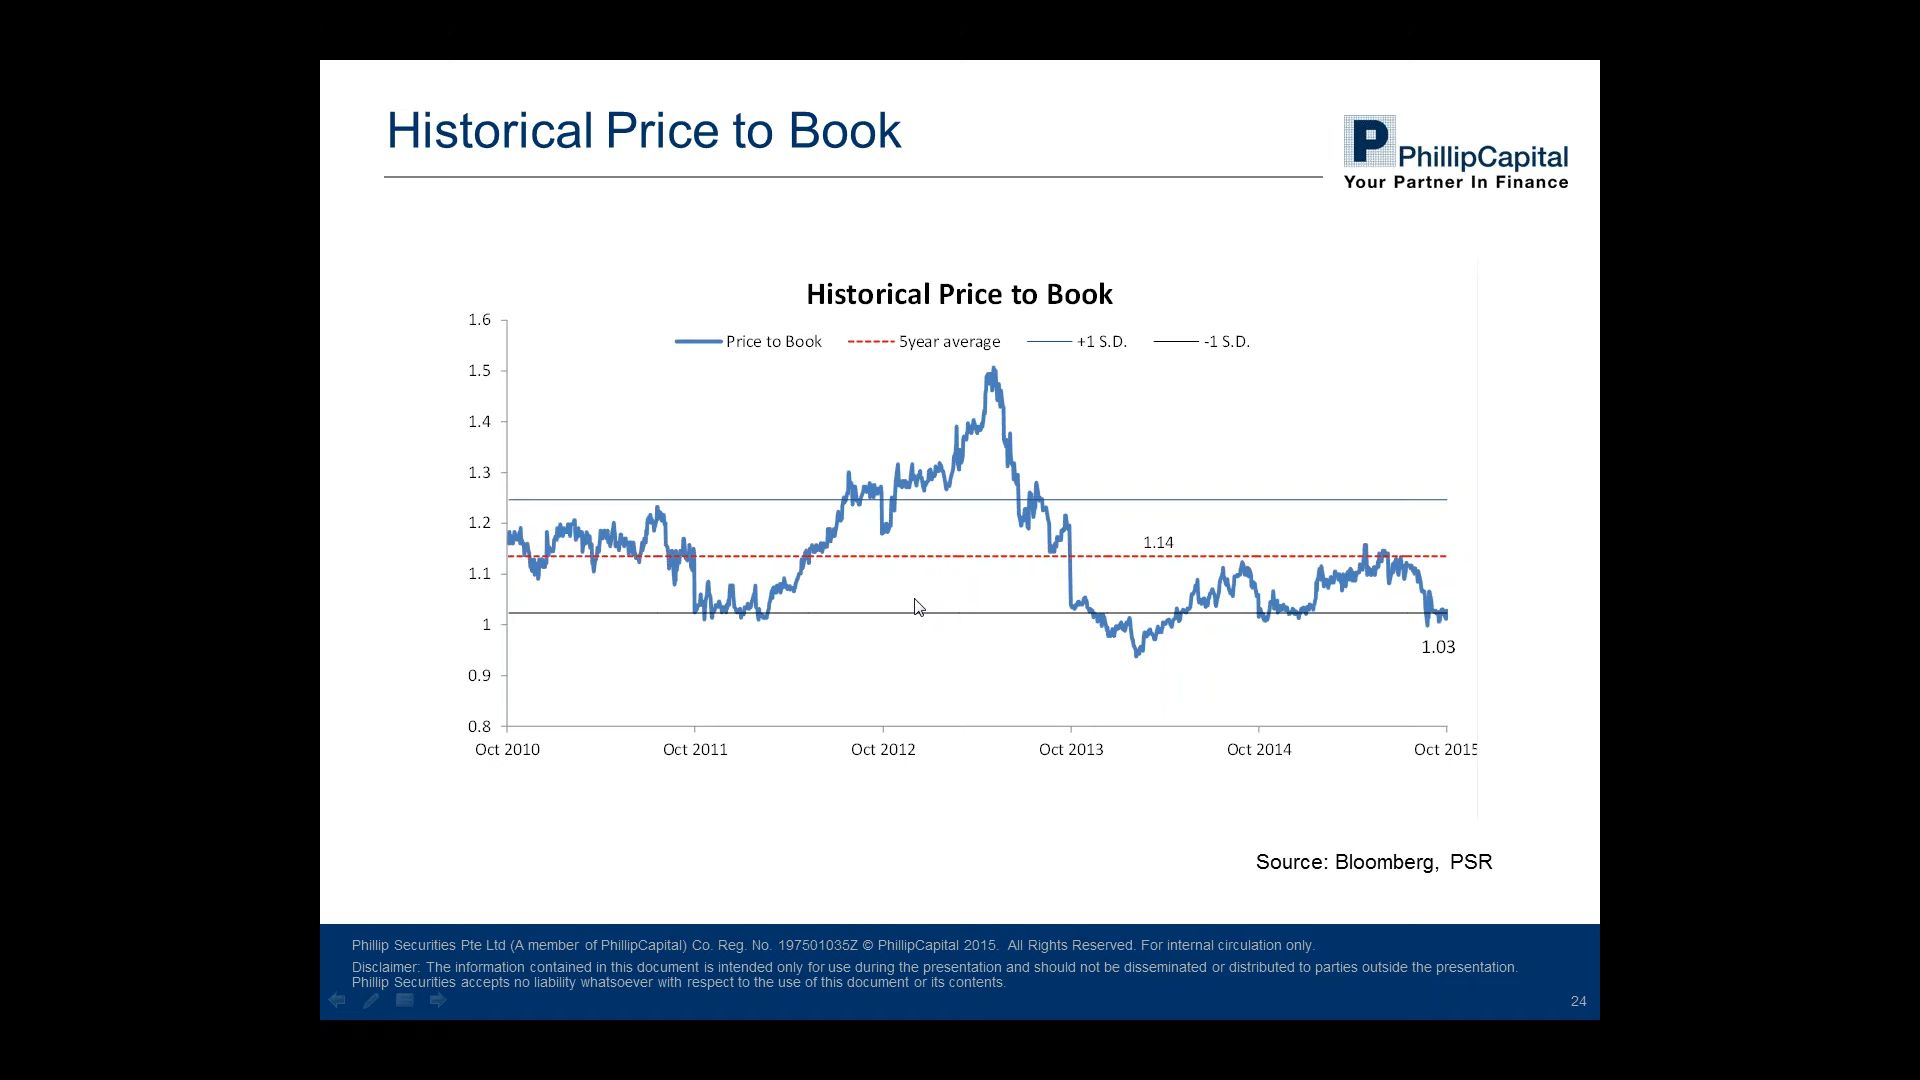 Historical Price to Book
P
PhillipCapital
Your Partner In Finance
Historical Price to Book
Price to Book 5year average +1 S.D. -1 S.D.
1.6
1.5
1.4
1.3
1.2
1.1
1
0.9
0.8
1.14
1.03
Oct 2010 Oct 2011 Oct 2012 Oct 2013 Oct 2014 Oct 2015
Source: Bloomberg, PSR
Phillip Securities Pte Ltd (A member of PhillipCapital) Co. Reg. No. 197501035Z © PhillipCapital 2015. All Rights Reserved. For internal circulation only.
Disclaimer: The information contained in this document is intended only for use during the presentation and should not be disseminated or distributed to parties outside the presentation.
Phillip Securities accepts no liability whatsoever with respect to the use of this document or its contents.
24